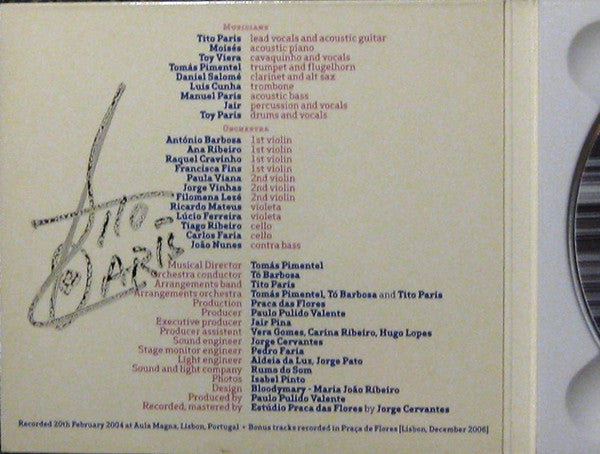 Musicians
Tito Paris lead vocals and acoustic guitar
Moisés acoustic piano
Toy Viera cavaquinho and vocals
Tomás Pimentel trumpet and flugelhorn
Daniel Salomé clarinet and alt sax
Luis Cunha trombone
Manuel Paris acoustic bass
Jair percussion and vocals
Toy Paris drums and vocals
Orchestra
António Barbosa 1st violin
Ana Ribeiro 1st violin
Raquel Cravinho 1st violin
Francisca Fins 1st violin
Paula Viana 2nd violin
Jorge Vinhas 2nd violin
Filomena Lezé 2nd violin
Ricardo Mateus violeta
Lúcio Ferreira violeta
Tiago Ribeiro cello
Carlos Faria cello
João Nunes contra bass
TITO-
PARIS
Musical Director Tomás Pimentel
Orchestra conductor Tó Barbosa
Arrangements band Tito Paris
Arrangements orchestra Tomás Pimentel, Tó Barbosa and Tito Paris
Production Praca das Flores
Producer Paulo Pulido Valente
Executive producer Jair Pina
Producer assistent Vera Gomes, Carina Ribeiro, Hugo Lopes
Sound engineer Jorge Cervantes
Stage monitor engineer Pedro Faria
Light engineer Aldeia da Luz, Jorge Pato
Sound and light company Rumo do Som
Photos Isabel Pinto
Design Bloodymary - Maria João Ribeiro
Produced by Paulo Pulido Valente
Recorded, mastered by Estúdio Praca das Flores by Jorge Cervantes
Recorded 20th February 2004 at Aula Magna, Lisbon, Portugal • Bonus tracks recorded in Praça de Flores [Lisbon, December 2006]